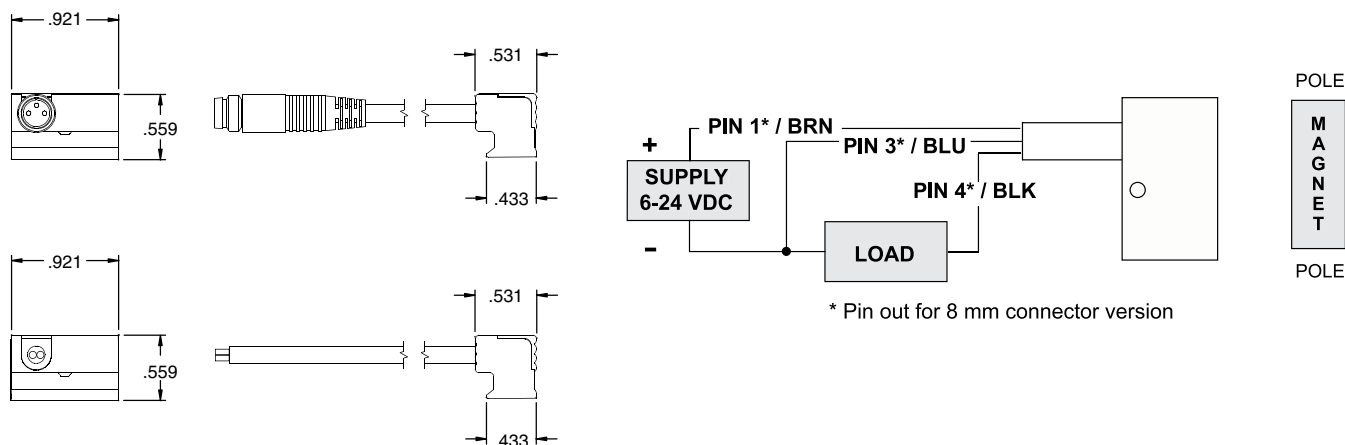 .921
.559
.531
.433
PIN 1* / BRN
PIN 3* / BLU
PIN 4* / BLK
+
SUPPLY
6-24 VDC
-
LOAD
* Pin out for 8 mm connector version
POLE
MAGNET
POLE
.921
.559
.531
.433